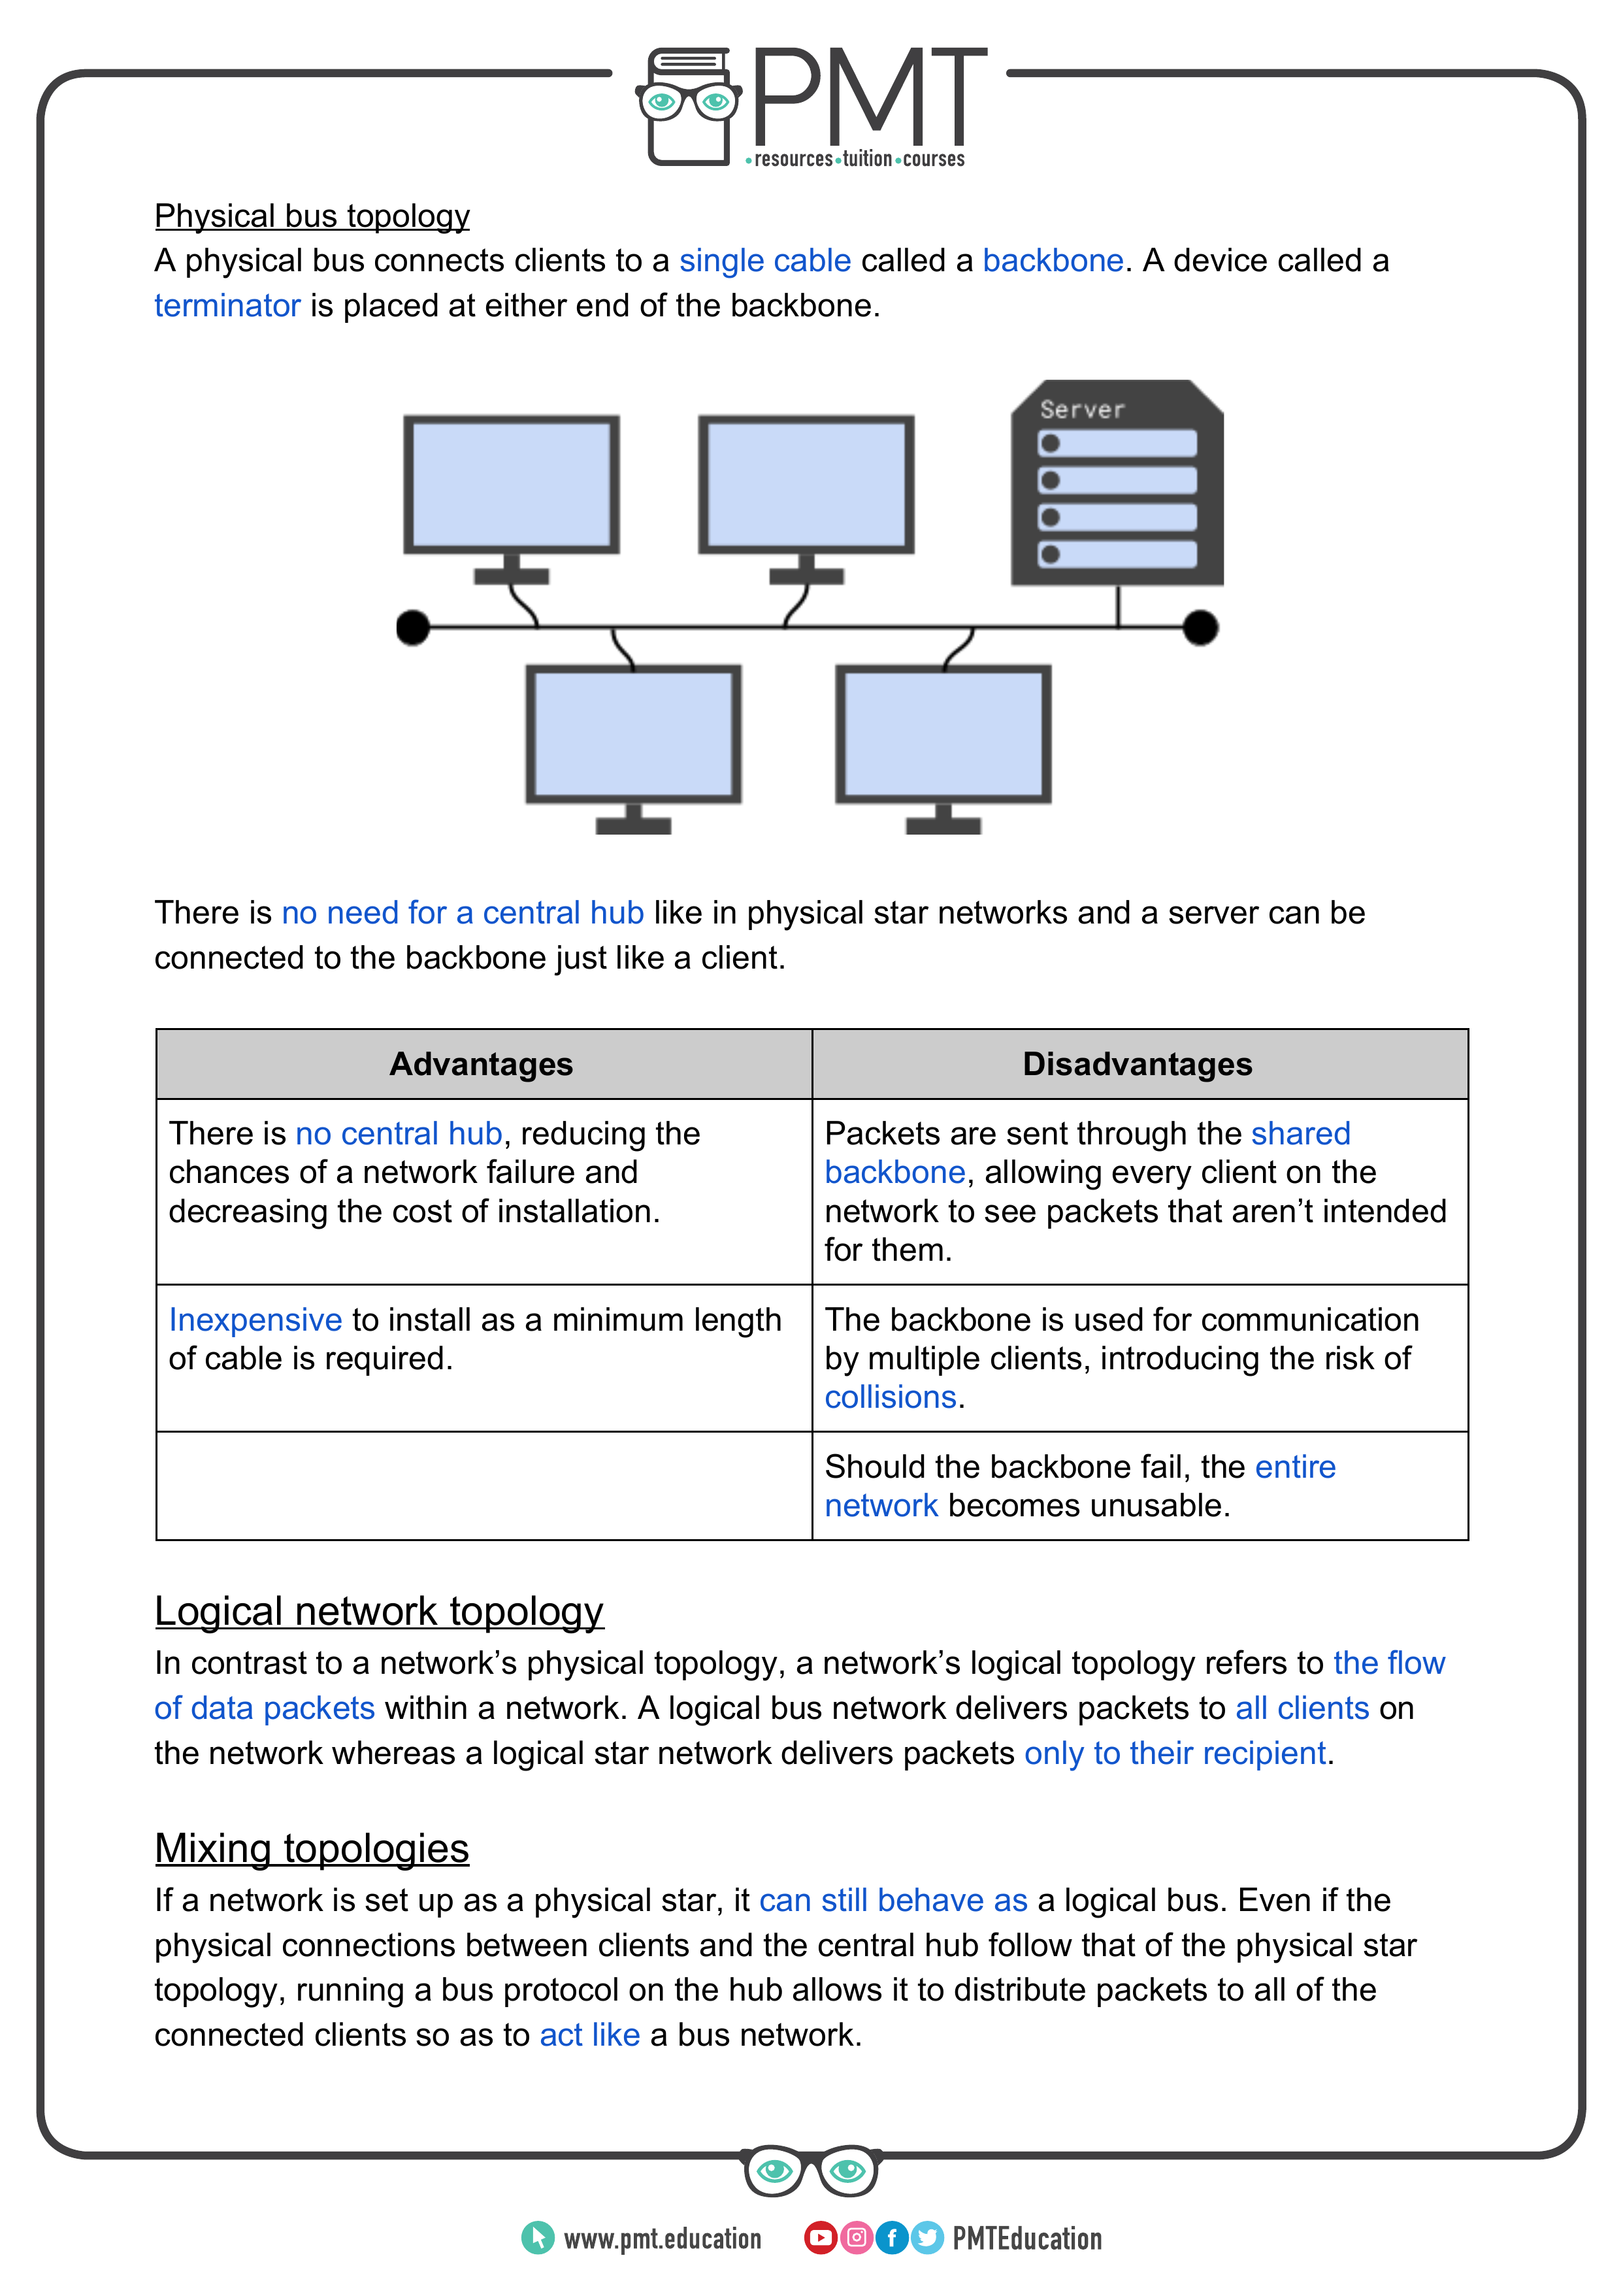 PMT
resources tuition courses
Physical bus topology
A physical bus connects clients to a single cable called a backbone. A device called a
terminator is placed at either end of the backbone.
Server
There is no need for a central hub like in physical star networks and a server can be
connected to the backbone just like a client.
Advantages
Disadvantages
There is no central hub, reducing the
chances of a network failure and
decreasing the cost of installation.
Packets are sent through the shared
backbone, allowing every client on the
network to see packets that aren’t intended
for them.
Inexpensive to install as a minimum length
of cable is required.
The backbone is used for communication
by multiple clients, introducing the risk of
collisions.
Should the backbone fail, the entire
network becomes unusable.
Logical network topology
In contrast to a network’s physical topology, a network’s logical topology refers to the flow
of data packets within a network. A logical bus network delivers packets to all clients on
the network whereas a logical star network delivers packets only to their recipient.
Mixing topologies
If a network is set up as a physical star, it can still behave as a logical bus. Even if the
physical connections between clients and the central hub follow that of the physical star
topology, running a bus protocol on the hub allows it to distribute packets to all of the
connected clients so as to act like a bus network.
www.pmt.education
PMTEducation